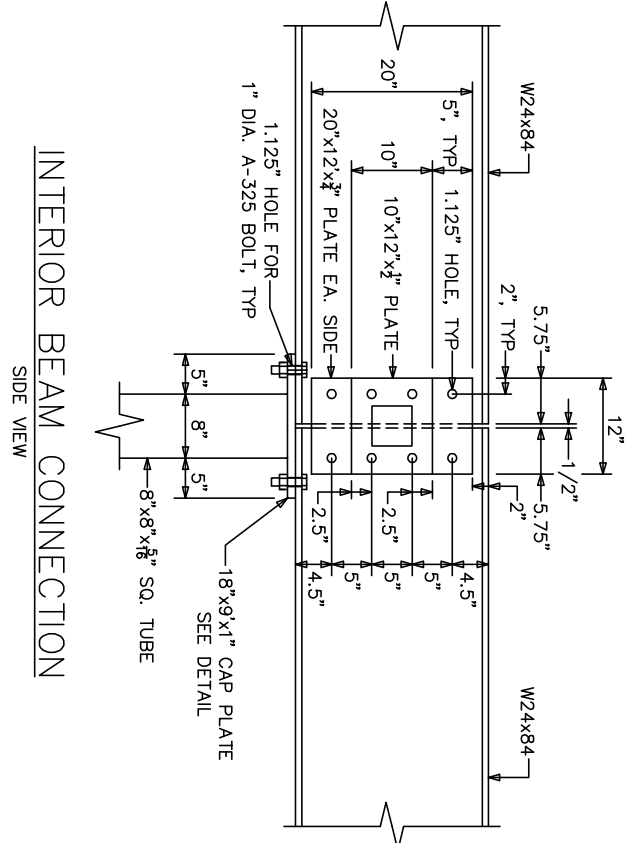 W24x84
W24x84
12"
5.75"
5.75"
1/2"
2", TYP
2"
20"
5", TYP
10"
1.125" HOLE, TYP
10"x12"x1/2" PLATE
20"x12'x3/4" PLATE EA. SIDE
1.125" HOLE FOR
1" DIA. A-325 BOLT, TYP
2.5"
2.5"
4.5"
5"
5"
5"
4.5"
5"
8"
5"
18"x9'x1" CAP PLATE
SEE DETAIL
8"x8"x5/16" SQ. TUBE
INTERIOR BEAM CONNECTION
SIDE VIEW